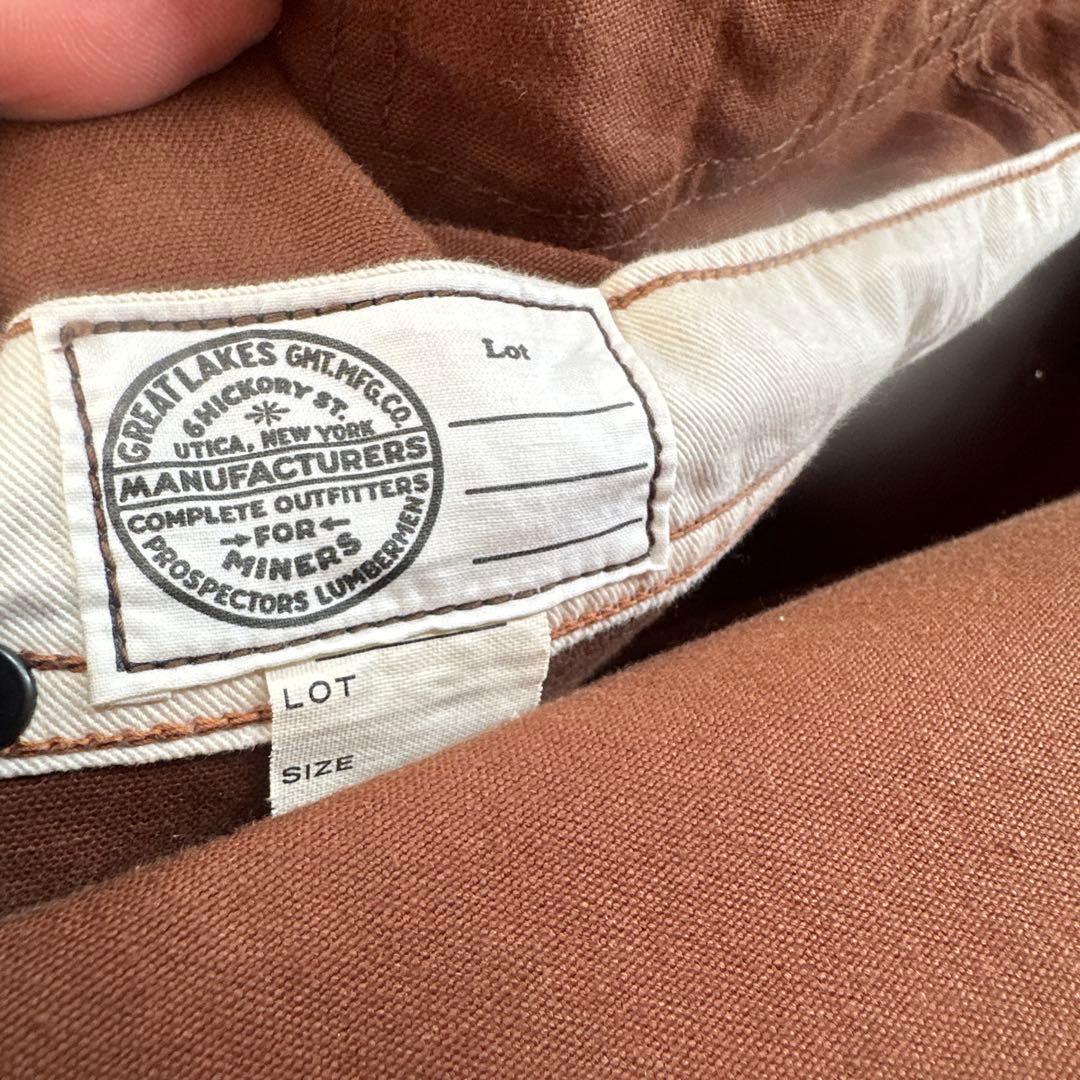 GREAT LAKES GMT. MFG. CO.
6 HICKORY ST.
UTICA, NEW YORK
MANUFACTURERS
COMPLETE OUTFITTERS
FOR
MINERS
PROSPECTORS LUMBERMEN
Lot
LOT
SIZE